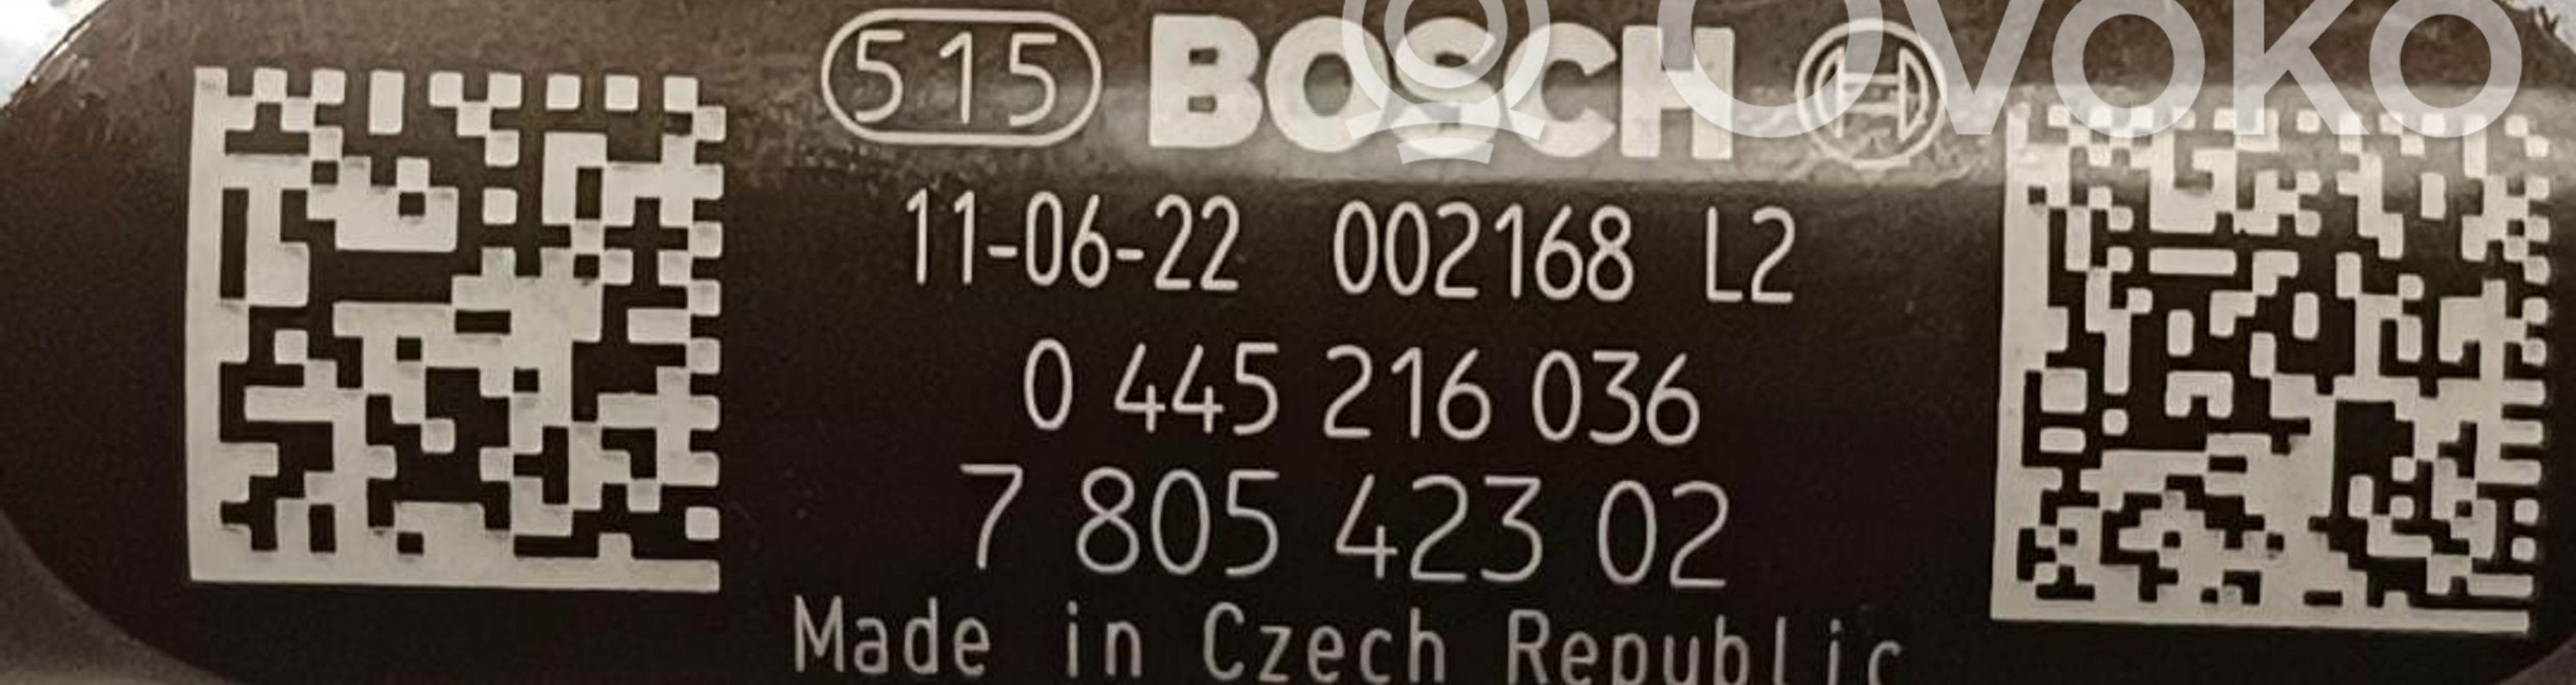 515 BOSCH
ovoko
11-06-22 002168 L2
0 445 216 036
7 805 423 02
Made in Czech Republic